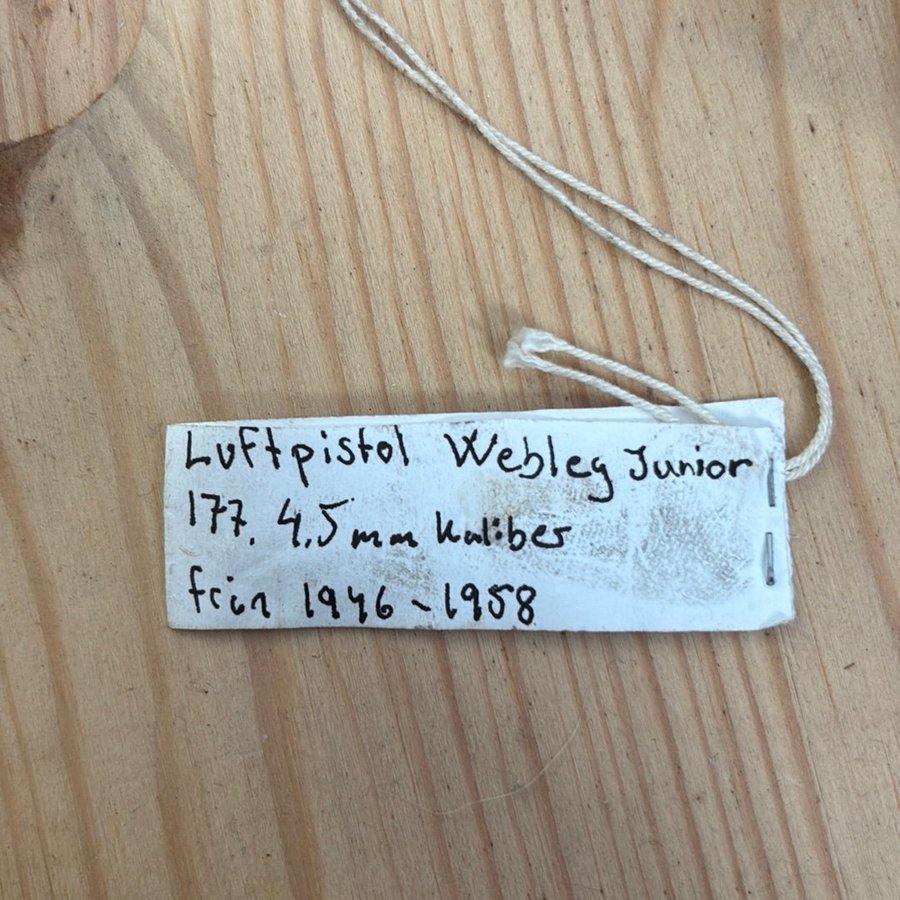 Luftpistol Webley Junior
177. 4,5 mm kaliber
från 1946-1958